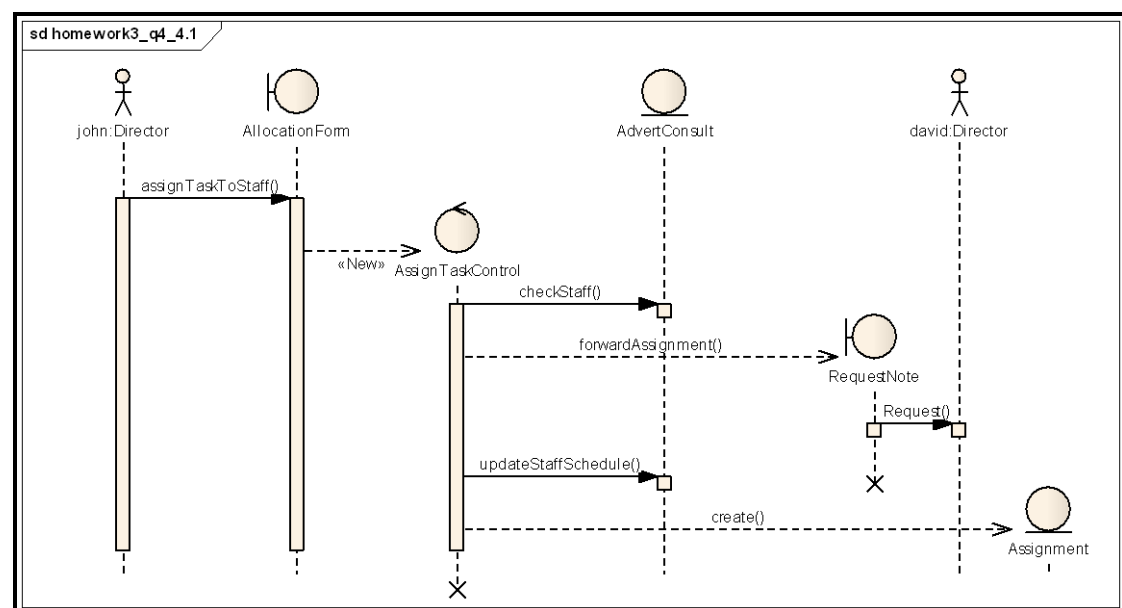 sd homework3_q4_4.1
john:Director
AllocationForm
AdvertConsult
david:Director
assignTaskToStaff()
«New»
AssignTaskControl
checkStaff()
forwardAssignment()
RequestNote
Request()
updateStaffSchedule()
create()
Assignment